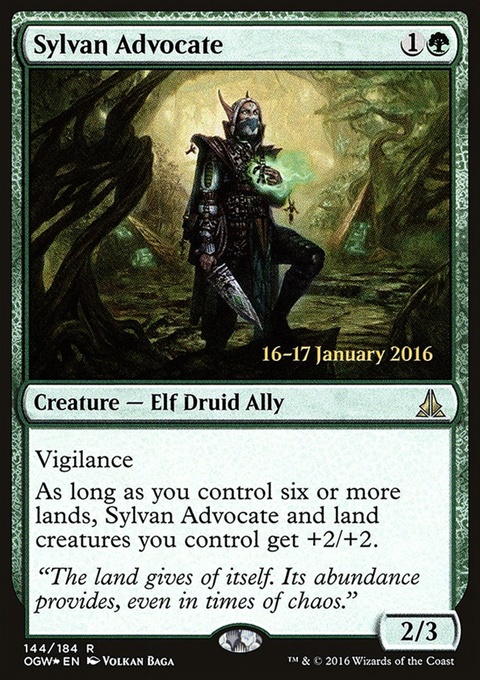 Sylvan Advocate 1
16–17 January 2016
Creature — Elf Druid Ally
Vigilance
As long as you control six or more
lands, Sylvan Advocate and land
creatures you control get +2/+2.
“The land gives of itself. Its abundance
provides, even in times of chaos.”
2/3
144/184 R
OGW★EN Volkan Baga
™ & © 2016 Wizards of the Coast